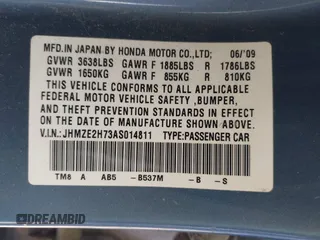 MFD.IN JAPAN BY HONDA MOTOR CO.,LTD; 06/'09
GVWR 3638LBS GAWR F 1885LBS R 1786LBS
GVWR 1650KG GAWR F 855KG R 810KG
THIS VEHICLE CONFORMS TO ALL APPLICABLE
FEDERAL MOTOR VEHICLE SAFETY ,BUMPER,
AND THEFT PREVENTION STANDARDS IN EFFECT
ON THE DATE OF MANUFACTURE SHOWN ABOVE.
V.I.N.:JHMZE2H73AS014811 TYPE:PASSENGER CAR
TM8 A AB5 -B537M -B -S
DREAMBID